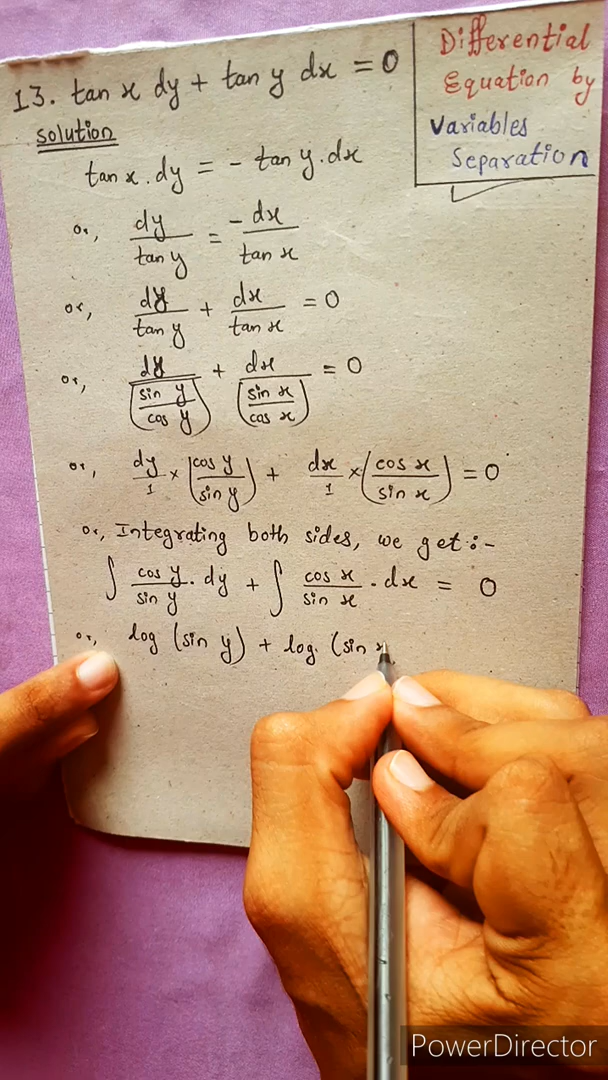 13. tan x dy + tan y dx = 0
Differential
Equation by
Variables
Separation
solution
tan x . dy = - tan y . dx
or, dy/tan y = -dx/tan x
or, dy/tan y + dx/tan x = 0
or, dy/(sin y/cos y) + dx/(sin x/cos x) = 0
or, dy/1 × (cos y/sin y) + dx/1 × (cos x/sin x) = 0
or, Integrating both sides, we get :-
∫ cos y/sin y . dy + ∫ cos x/sin x . dx = 0
or, log (sin y) + log. (sin x
PowerDirector